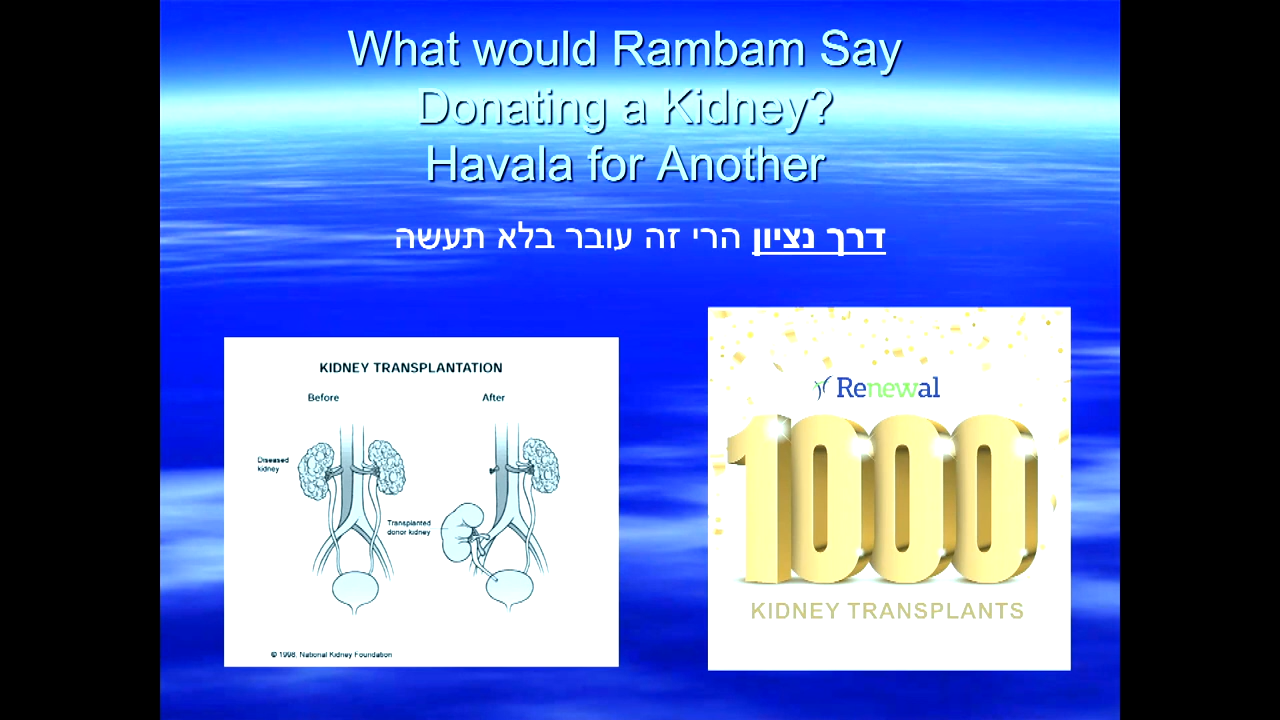 What would Rambam Say
Donating a Kidney?
Havala for Another
דרך נציון הרי זה עובר בלא תעשה
KIDNEY TRANSPLANTATION
Before
After
Diseased
kidney
Transplanted
donor kidney
© 1998, National Kidney Foundation
Renewal
1000
KIDNEY TRANSPLANTS